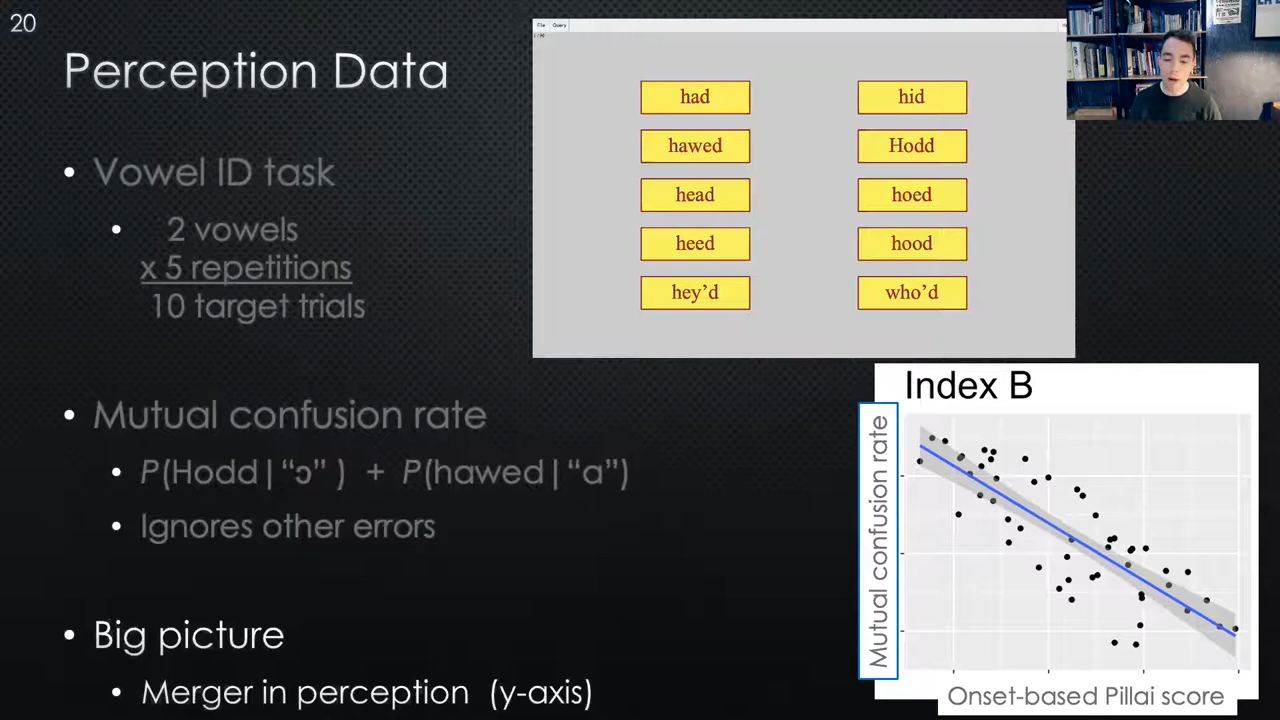 20
Perception Data
• Vowel ID task
• 2 vowels
x 5 repetitions
10 target trials
• Mutual confusion rate
• P(Hodd|“ɔ” ) + P(hawed|“ɑ”)
• Ignores other errors
• Big picture
• Merger in perception (y-axis)
File Query
had
hid
hawed
Hodd
head
hoed
heed
hood
hey’d
who’d
Index B
Mutual confusion rate
Onset-based Pillai score